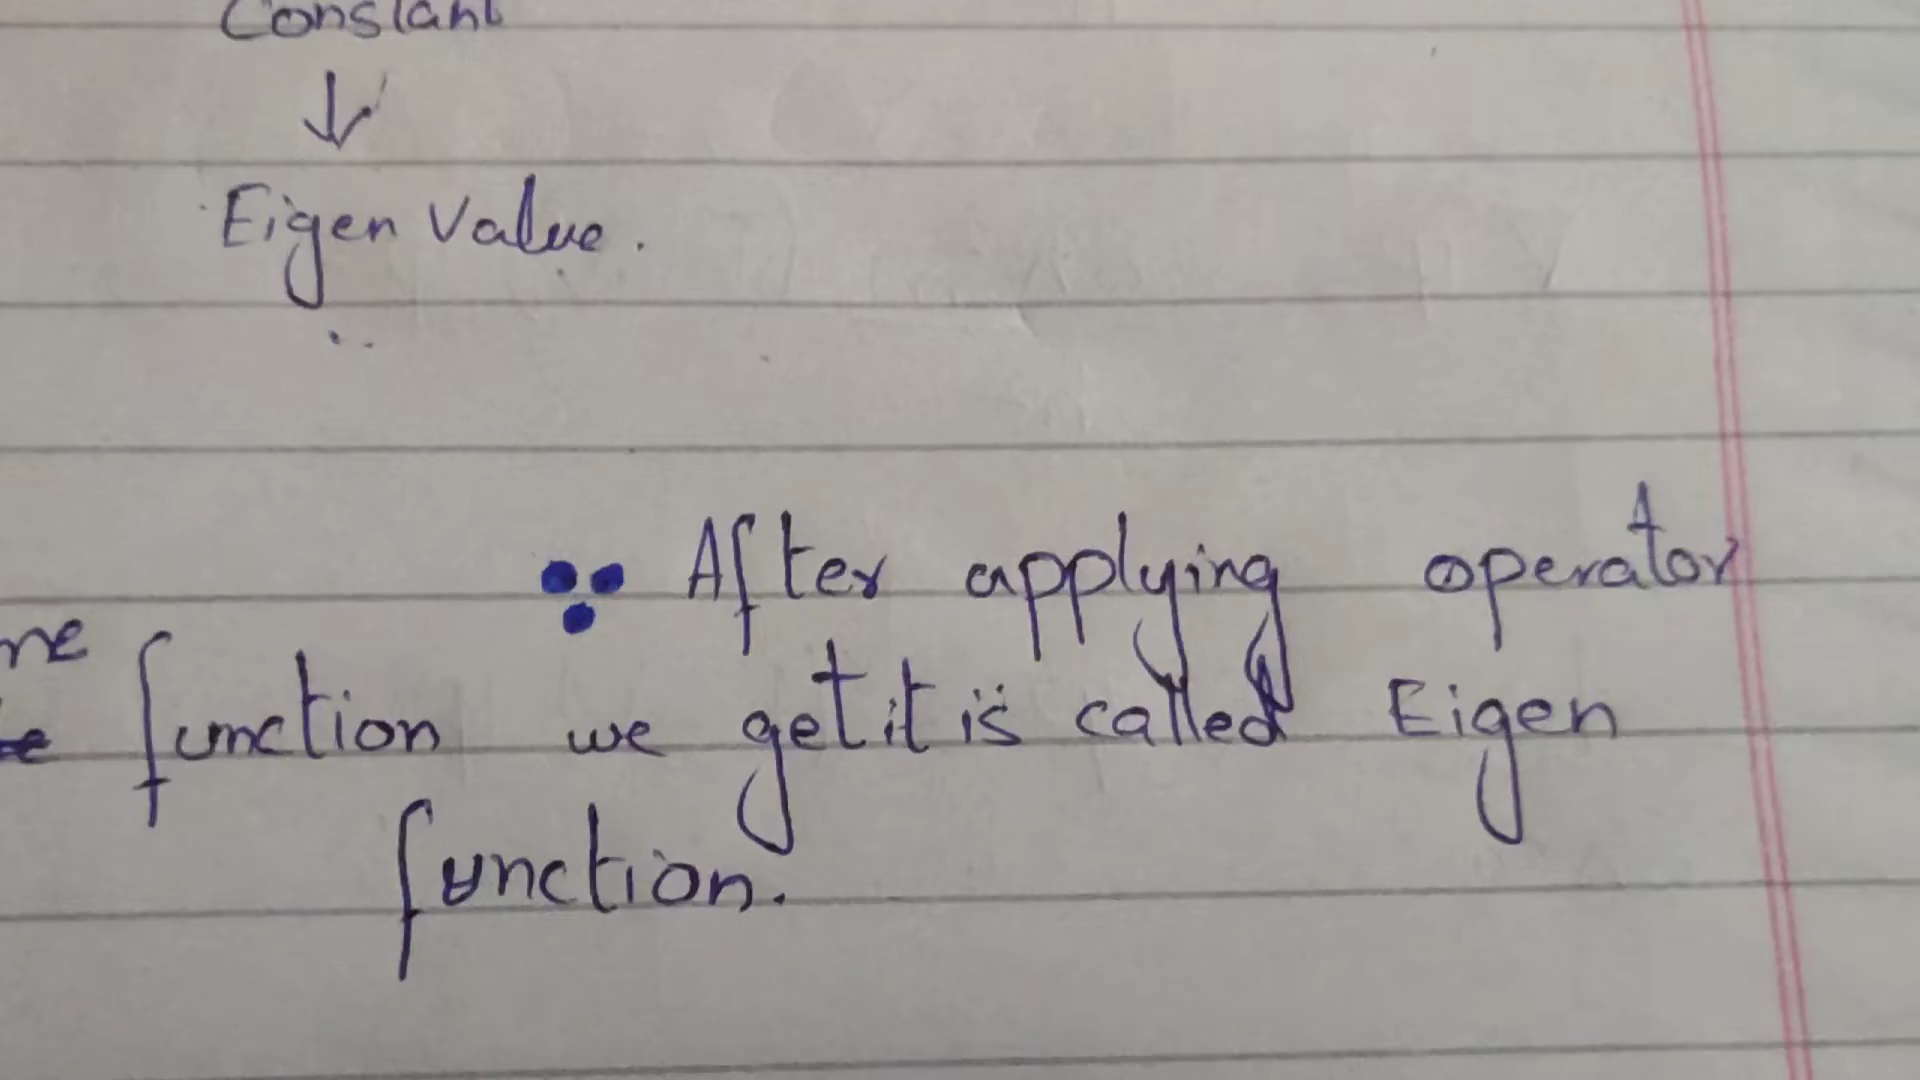 Constant
↓
Eigen Value.
∵ After applying operator
function we get it is called Eigen
function.